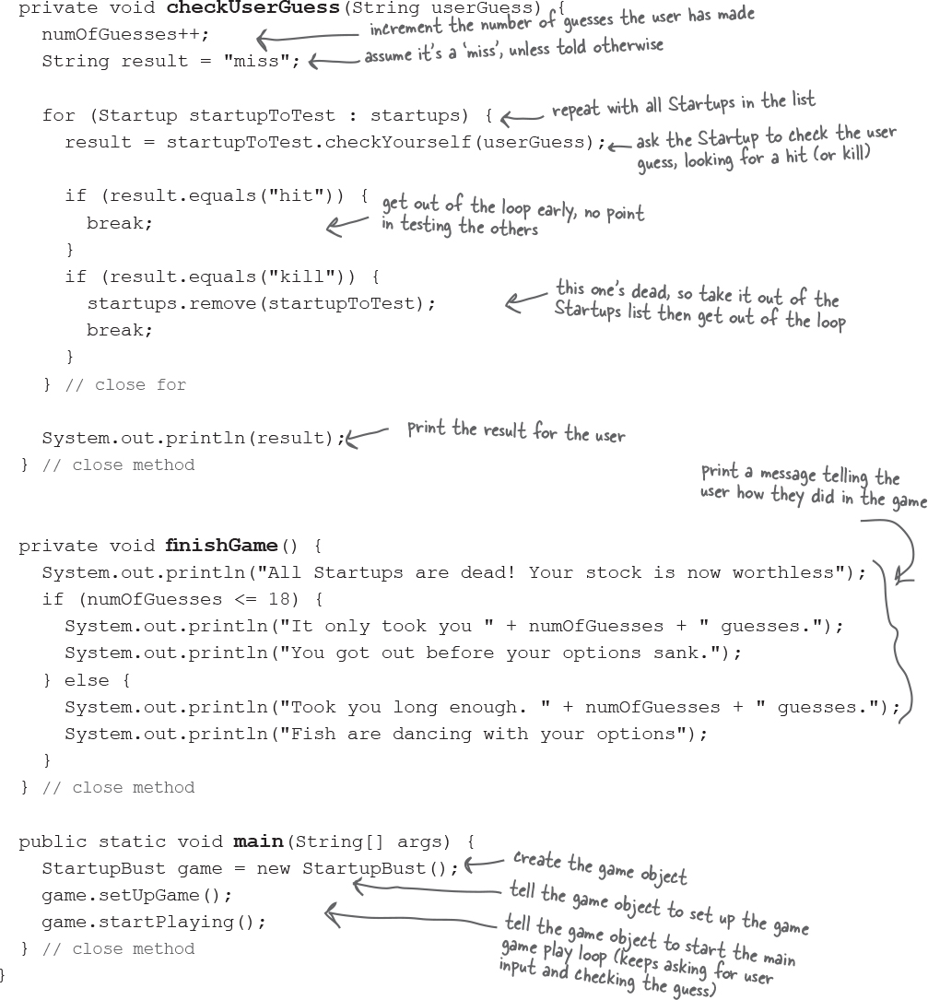 private void checkUserGuess(String userGuess) {
numOfGuesses++;
increment the number of guesses the user has made
String result = "miss";
assume it's a 'miss', unless told otherwise
for (Startup startupToTest : startups) {
repeat with all Startups in the list
result = startupToTest.checkYourself(userGuess);
ask the Startup to check the user
guess, looking for a hit (or kill)
if (result.equals("hit")) {
break;
get out of the loop early, no point
in testing the others
}
if (result.equals("kill")) {
startups.remove(startupToTest);
break;
this one's dead, so take it out of the
Startups list then get out of the loop
}
} // close for
System.out.println(result);
print the result for the user
} // close method
print a message telling the
user how they did in the game
private void finishGame() {
System.out.println("All Startups are dead! Your stock is now worthless");
if (numOfGuesses <= 18) {
System.out.println("It only took you " + numOfGuesses + " guesses.");
System.out.println("You got out before your options sank.");
} else {
System.out.println("Took you long enough. " + numOfGuesses + " guesses.");
System.out.println("Fish are dancing with your options");
}
} // close method
public static void main(String[] args) {
StartupBust game = new StartupBust();
create the game object
game.setUpGame();
tell the game object to set up the game
game.startPlaying();
tell the game object to start the main
game play loop (keeps asking for user
input and checking the guess)
} // close method
}